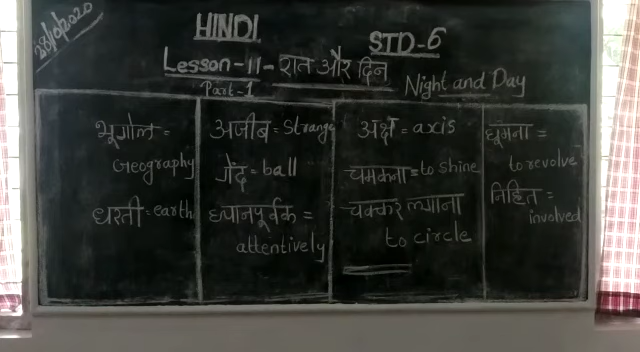 28/10/2020
HINDI
STD-6
Lesson-11- रात और दिन
Part-1
Night and Day
भूगोल =
Geography
धरती = earth
अजीब = Strange
गेंद = ball
ध्यानपूर्वक =
attentively
अक्ष = axis
चमकना = to shine
चक्कर लगाना
to circle
घूमना =
to revolve
निहित =
involved